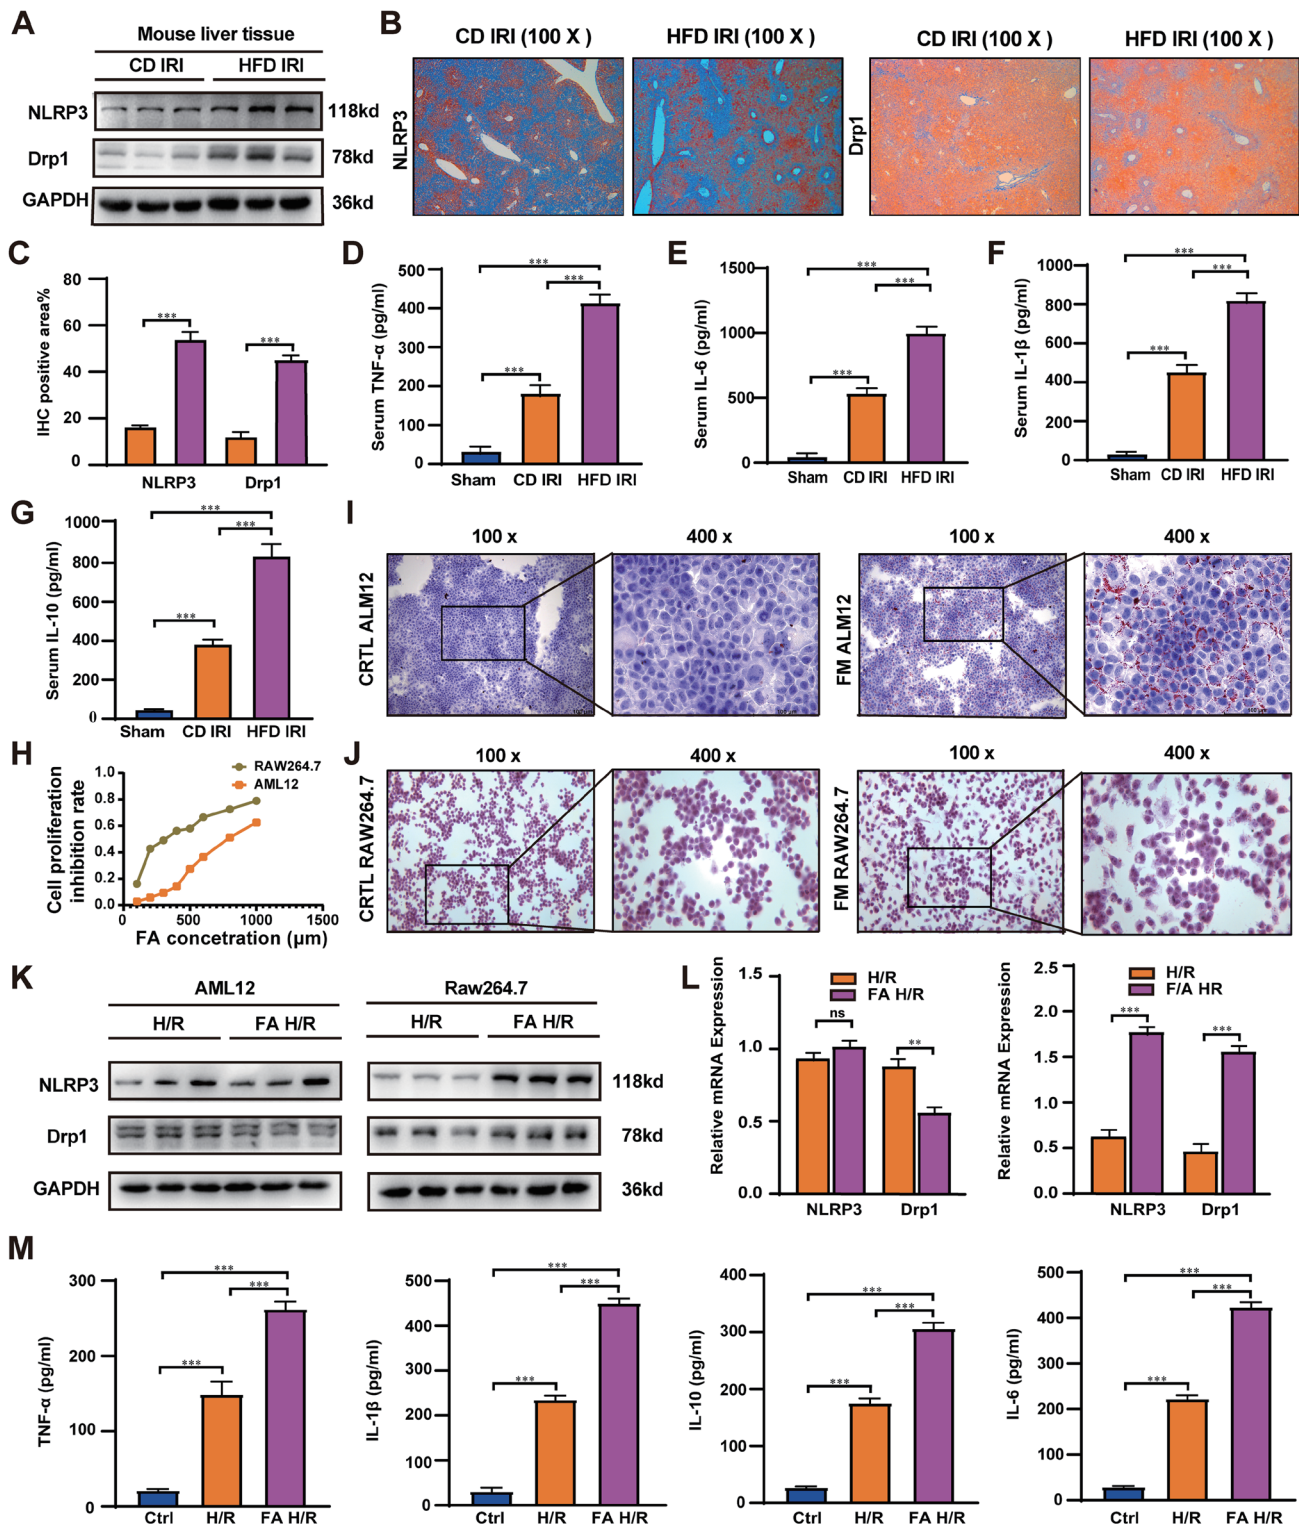 A
Mouse liver tissue
CD IRI HFD IRI
NLRP3 118kd
Drp1 78kd
GAPDH 36kd
B
CD IRI (100 X ) HFD IRI (100 X ) CD IRI (100 X ) HFD IRI (100 X )
NLRP3
Drp1
C
IHC positive area%
80
60
40
20
0
***
***
NLRP3 Drp1
D
Serum TNF-α (pg/ml)
500
400
300
200
100
0
***
***
***
Sham CD IRI HFD IRI
E
Serum IL-6 (pg/ml)
1500
1000
500
0
***
***
***
Sham CD IRI HFD IRI
F
Serum IL-1β (pg/ml)
1000
800
600
400
200
0
***
***
***
Sham CD IRI HFD IRI
G
Serum IL-10 (pg/ml)
1000
800
600
400
200
0
***
***
***
Sham CD IRI HFD IRI
H
Cell proliferation
inhibition rate
1.0
0.8
0.6
0.4
0.2
0.0
RAW264.7
AML12
0 500 1000 1500
FA concetration (μm)
I
100 x 400 x 100 x 400 x
CRTL ALM12
FM ALM12
J
100 x 400 x 100 x 400 x
CRTL RAW264.7
FM RAW264.7
K
AML12 Raw264.7
H/R FA H/R H/R FA H/R
NLRP3 118kd
Drp1 78kd
GAPDH 36kd
L
Relative mRNA Expression
1.5
1.0
0.5
0.0
H/R
FA H/R
ns
**
NLRP3 Drp1
Relative mRNA Expression
2.5
2.0
1.5
1.0
0.5
0.0
H/R
F/A HR
***
***
NLRP3 Drp1
M
TNF-α (pg/ml)
300
200
100
0
***
***
***
Ctrl H/R FA H/R
IL-1β (pg/ml)
500
400
300
200
100
0
***
***
***
Ctrl H/R FA H/R
IL-10 (pg/ml)
400
300
200
100
0
***
***
***
Ctrl H/R FA H/R
IL-6 (pg/ml)
500
400
300
200
100
0
***
***
***
Ctrl H/R FA H/R